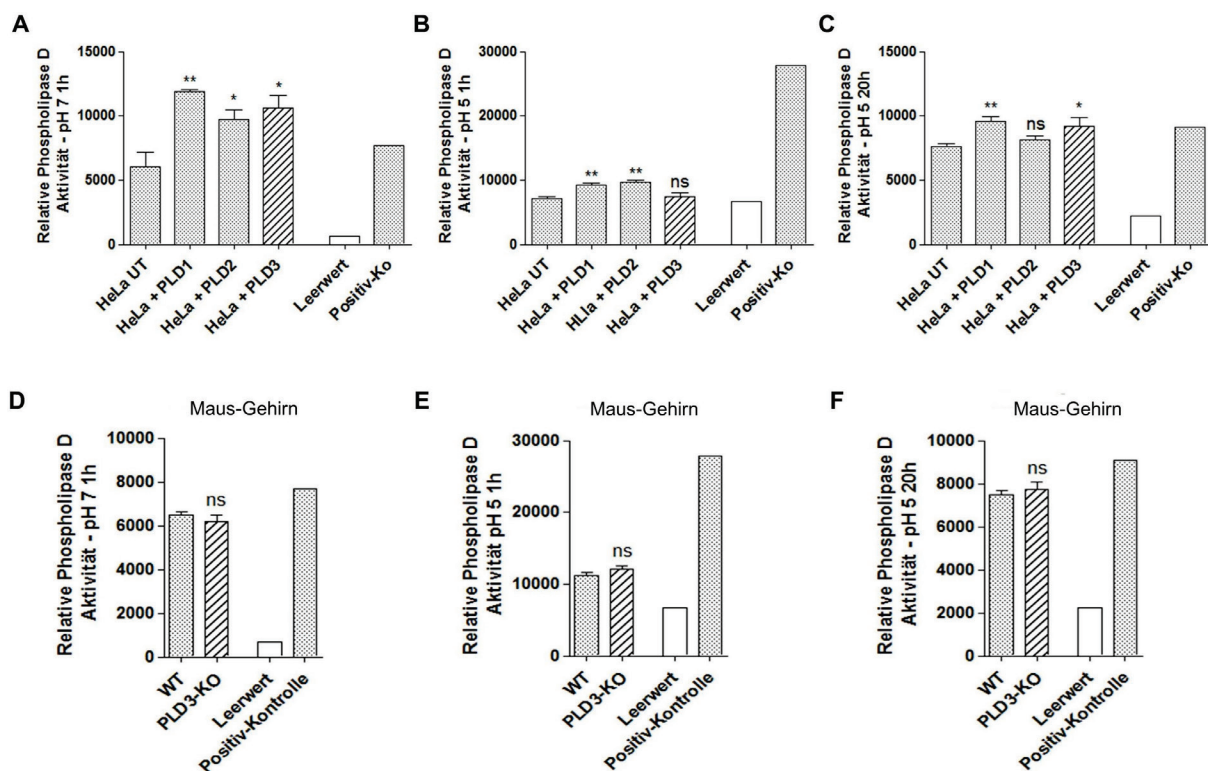 A
Relative Phospholipase D
Aktivität - pH 7 1h
15000
10000
5000
0
**
*
*
HeLa UT
HeLa + PLD1
HeLa + PLD2
HeLa + PLD3
Leerwert
Positiv-Ko
B
Relative Phospholipase D
Aktivität - pH 5 1h
30000
20000
10000
0
**
**
ns
HeLa UT
HeLa + PLD1
HLIa + PLD2
HeLa + PLD3
Leerwert
Positiv-Ko
C
Relative Phospholipase D
Aktivität - pH 5 20h
15000
10000
5000
0
**
ns
*
HeLa UT
HeLa + PLD1
HeLa + PLD2
HeLa + PLD3
Leerwert
Positiv-Ko
D
Maus-Gehirn
Relative Phospholipase D
Aktivität - pH 7 1h
10000
8000
6000
4000
2000
0
ns
WT
PLD3-KO
Leerwert
Positiv-Kontrolle
E
Maus-Gehirn
Relative Phospholipase D
Aktivität pH 5 1h
30000
20000
10000
0
ns
WT
PLD3-KO
Leerwert
Positiv-Kontrolle
F
Maus-Gehirn
Relative Phospholipase D
Aktivität - pH 5 20h
10000
8000
6000
4000
2000
0
ns
WT
PLD3-KO
Leerwert
Positiv-Kontrolle